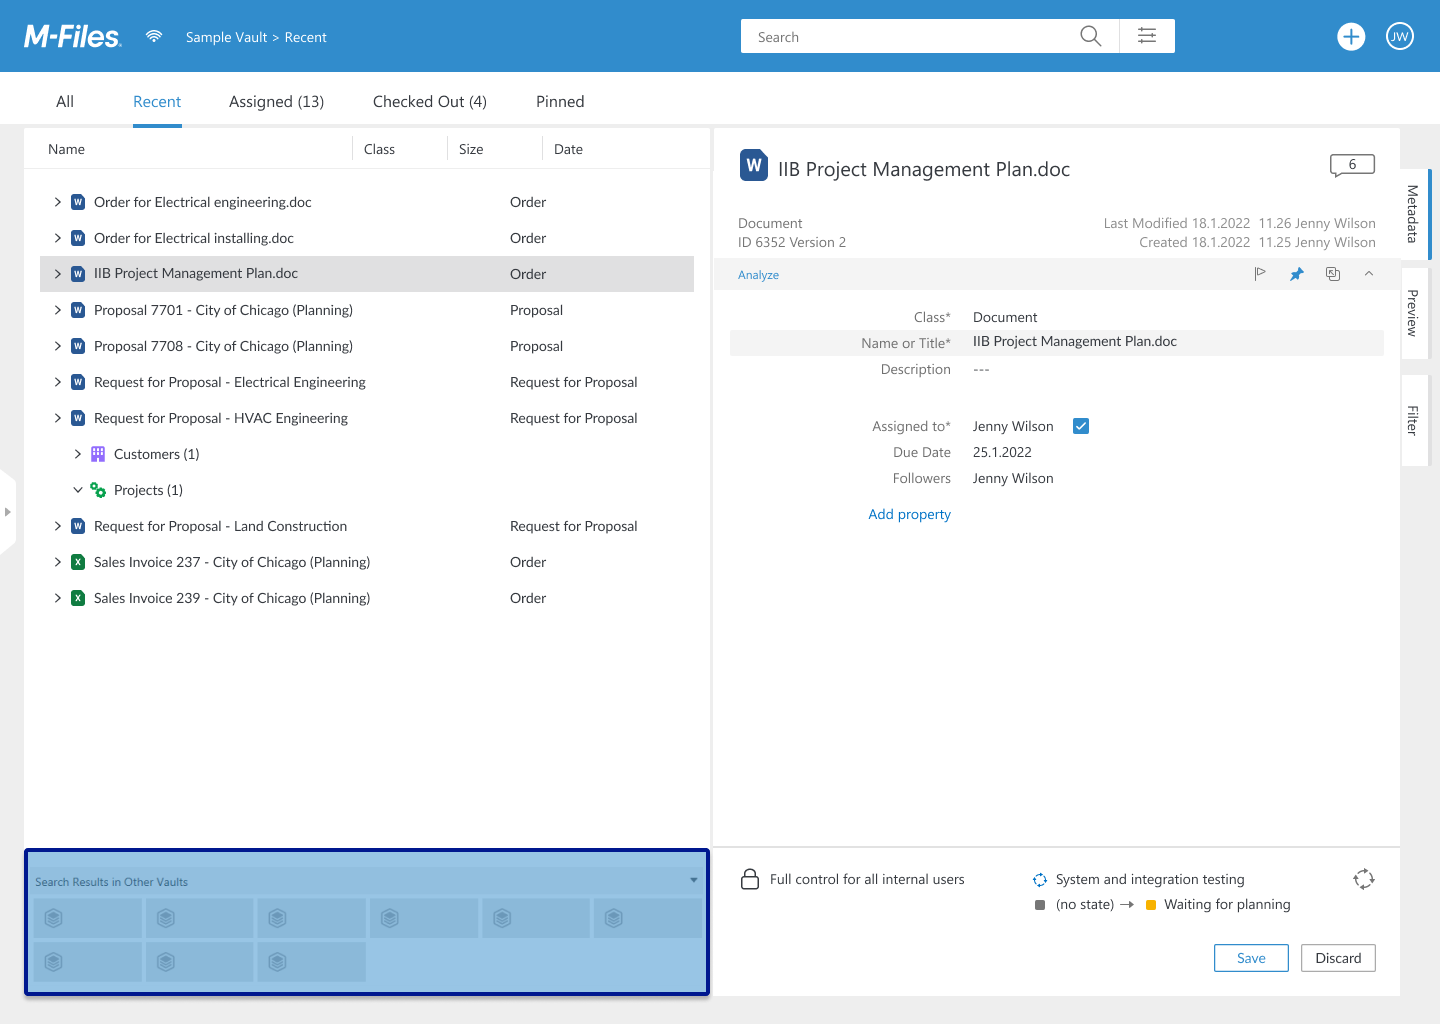 M-Files.
Sample Vault > Recent
Search
JW
All
Recent
Assigned (13)
Checked Out (4)
Pinned
Name
Class
Size
Date
Order for Electrical engineering.doc
Order
Order for Electrical installing.doc
Order
IIB Project Management Plan.doc
Order
Proposal 7701 - City of Chicago (Planning)
Proposal
Proposal 7708 - City of Chicago (Planning)
Proposal
Request for Proposal - Electrical Engineering
Request for Proposal
Request for Proposal - HVAC Engineering
Request for Proposal
Customers (1)
Projects (1)
Request for Proposal - Land Construction
Request for Proposal
Sales Invoice 237 - City of Chicago (Planning)
Order
Sales Invoice 239 - City of Chicago (Planning)
Order
Search Results in Other Vaults
IIB Project Management Plan.doc
6
Document
ID 6352 Version 2
Last Modified 18.1.2022 11.26 Jenny Wilson
Created 18.1.2022 11.25 Jenny Wilson
Analyze
Class* Document
Name or Title* IIB Project Management Plan.doc
Description ---
Assigned to* Jenny Wilson
Due Date 25.1.2022
Followers Jenny Wilson
Add property
Full control for all internal users
System and integration testing
(no state) → Waiting for planning
Save
Discard
Metadata
Preview
Filter